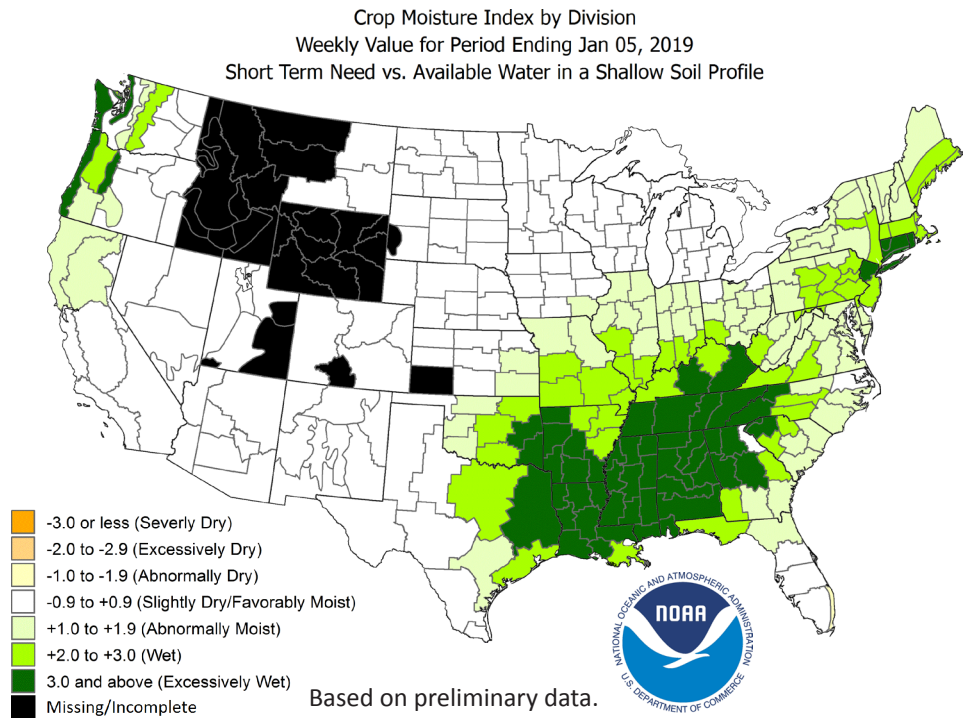 Crop Moisture Index by Division
Weekly Value for Period Ending Jan 05, 2019
Short Term Need vs. Available Water in a Shallow Soil Profile
-3.0 or less (Severly Dry)
-2.0 to -2.9 (Excessively Dry)
-1.0 to -1.9 (Abnormally Dry)
-0.9 to +0.9 (Slightly Dry/Favorably Moist)
+1.0 to +1.9 (Abnormally Moist)
+2.0 to +3.0 (Wet)
3.0 and above (Excessively Wet)
Missing/Incomplete
Based on preliminary data.
NATIONAL OCEANIC AND ATMOSPHERIC ADMINISTRATION
NOAA
U.S. DEPARTMENT OF COMMERCE